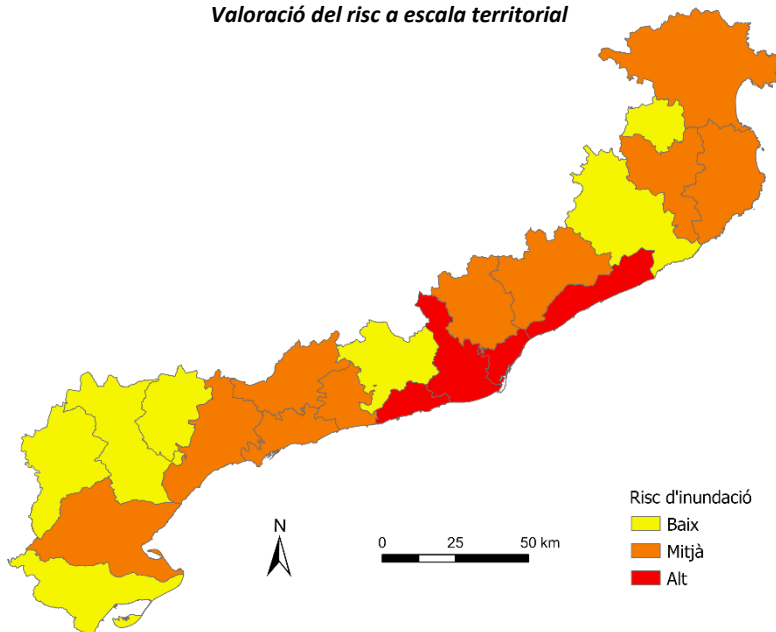 Valoració del risc a escala territorial
Risc d'inundació
Baix
Mitjà
Alt
N
0 25 50 km